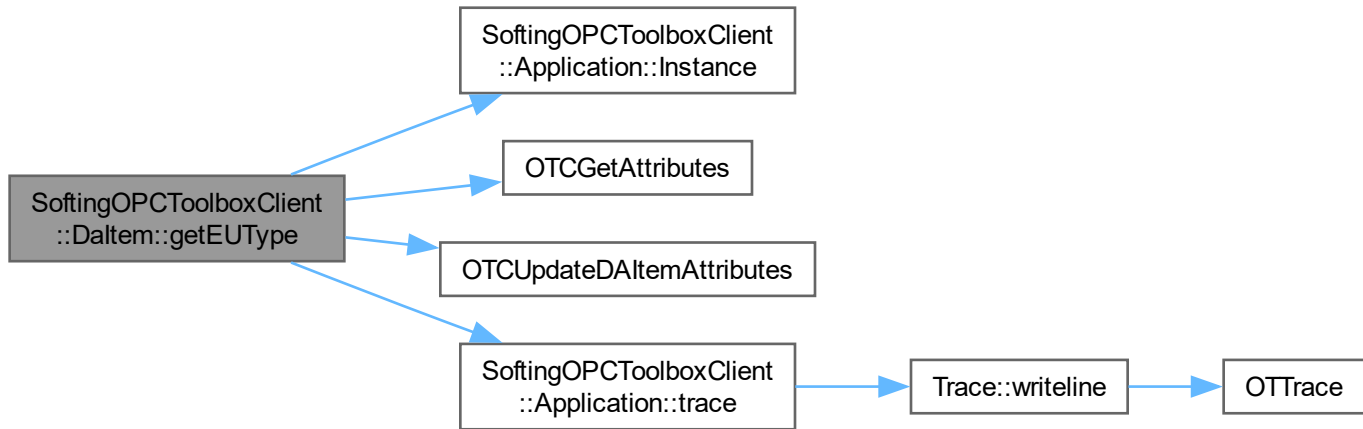 SoftingOPCToolboxClient
::DaItem::getEUType
SoftingOPCToolboxClient
::Application::Instance
OTCGetAttributes
OTCUpdateDAItemAttributes
SoftingOPCToolboxClient
::Application::trace
Trace::writeline
OTTrace